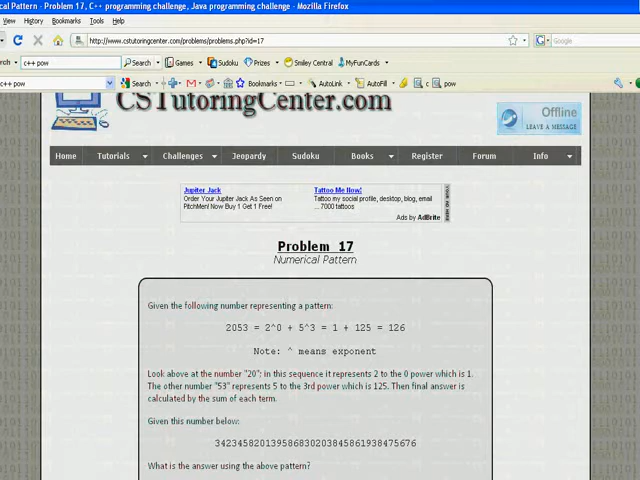 cal Pattern - Problem 17, C++ programming challenge, Java programming challenge - Mozilla Firefox
View History Bookmarks Tools Help
http://www.cstutoringcenter.com/problems/problems.php?id=17
Google
rch c++ pow Search Games Sudoku Prizes Smiley Central MyFunCards
c++ pow Search Bookmarks AutoLink AutoFill c pow
CSTutoringCenter.com
Offline
LEAVE A MESSAGE
Home Tutorials Challenges Jeopardy Sudoku Books Register Forum Info
Jupiter Jack Tattoo Me Now!
Order Your Jupiter Jack As Seen on Tattoo my social profile, desktop, blog, email
PitchMen! Now Buy 1 Get 1 Free! ... 7000 tattoos
Ads by AdBrite
Problem 17
Numerical Pattern
Given the following number representing a pattern:
2053 = 2^0 + 5^3 = 1 + 125 = 126
Note: ^ means exponent
Look above at the number "20"; in this sequence it represents 2 to the 0 power which is 1.
The other number "53" represents 5 to the 3rd power which is 125. Then final answer is
calculated by the sum of each term.
Given this number below:
3423458201395868302038458619384 75676
What is the answer using the above pattern?